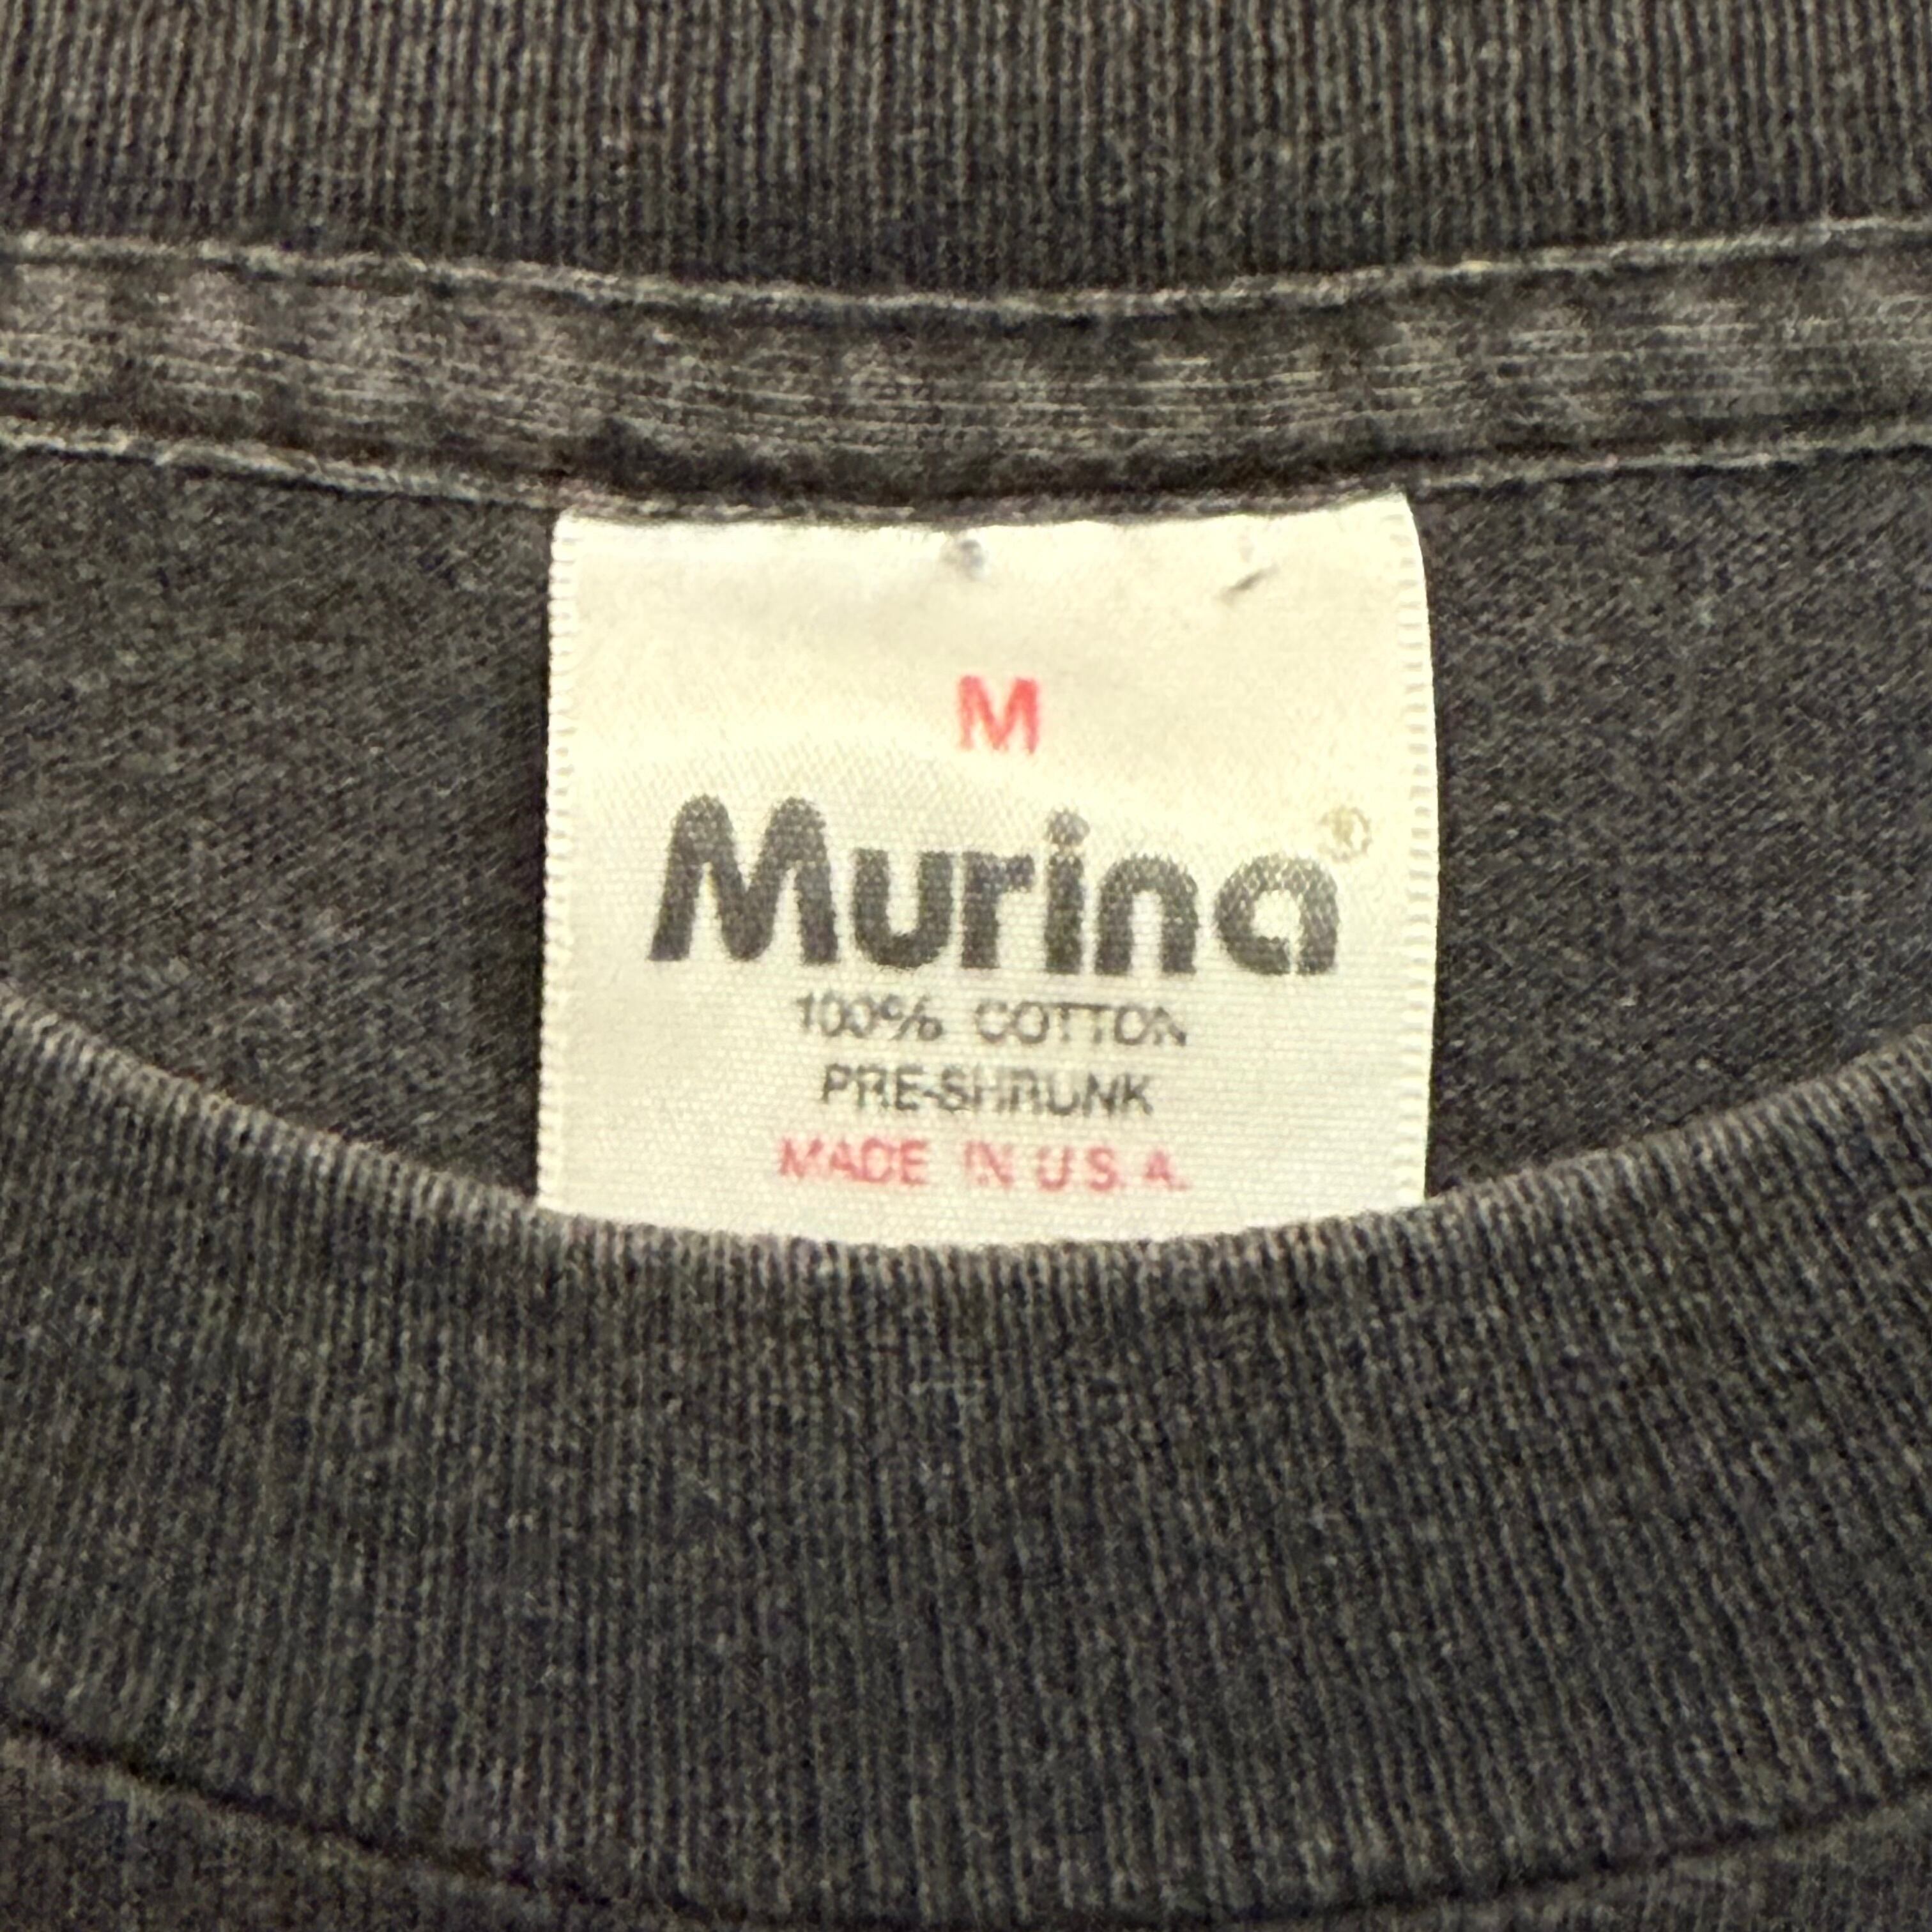 M
Murina®
100% COTTON
PRE-SHRUNK
MADE IN U.S.A.